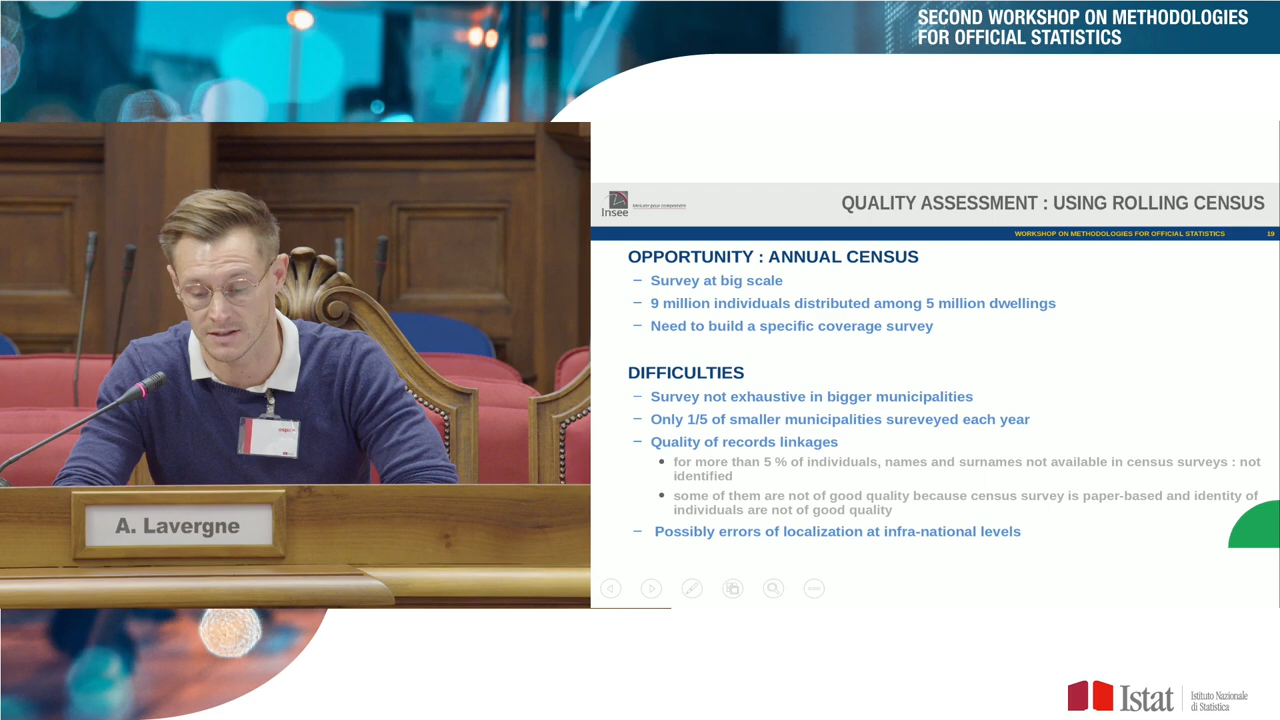 SECOND WORKSHOP ON METHODOLOGIES
FOR OFFICIAL STATISTICS
Insee
Mesurer pour comprendre
QUALITY ASSESSMENT : USING ROLLING CENSUS
WORKSHOP ON METHODOLOGIES FOR OFFICIAL STATISTICS
19
OPPORTUNITY : ANNUAL CENSUS
– Survey at big scale
– 9 million individuals distributed among 5 million dwellings
– Need to build a specific coverage survey
DIFFICULTIES
– Survey not exhaustive in bigger municipalities
– Only 1/5 of smaller municipalities sureveyed each year
– Quality of records linkages
• for more than 5 % of individuals, names and surnames not available in census surveys : not
identified
• some of them are not of good quality because census survey is paper-based and identity of
individuals are not of good quality
– Possibly errors of localization at infra-national levels
A. Lavergne
Istat
Istituto Nazionale
di Statistica